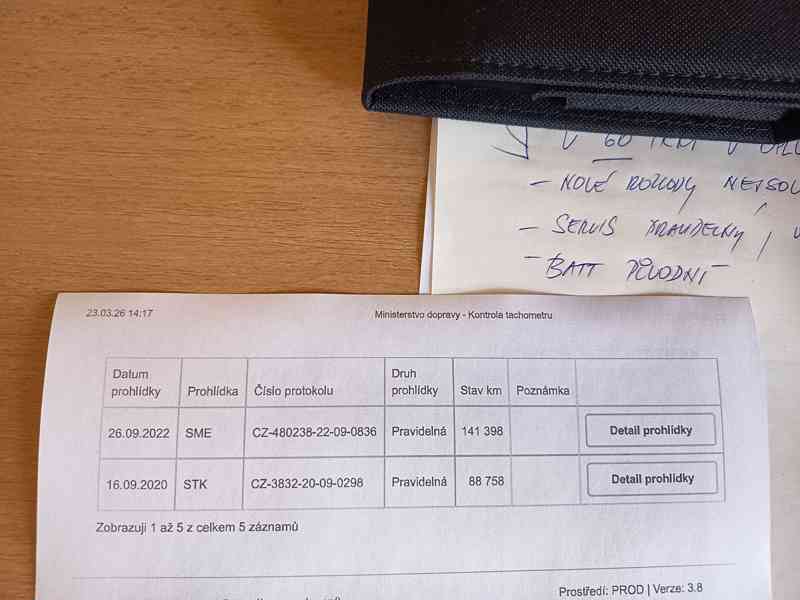 V 60 TKM V
- NOVÉ ROZVODY NEJSOU
- SERVIS PRAVIDELNÝ,
- BATT PŮVODNÍ
23.03.26 14:17 Ministerstvo dopravy - Kontrola tachometru
Datum prohlídky Prohlídka Číslo protokolu Druh prohlídky Stav km Poznámka
26.09.2022 SME CZ-480238-22-09-0836 Pravidelná 141 398 Detail prohlídky
16.09.2020 STK CZ-3832-20-09-0298 Pravidelná 88 758 Detail prohlídky
Zobrazuji 1 až 5 z celkem 5 záznamů
Prostředí: PROD | Verze: 3.8